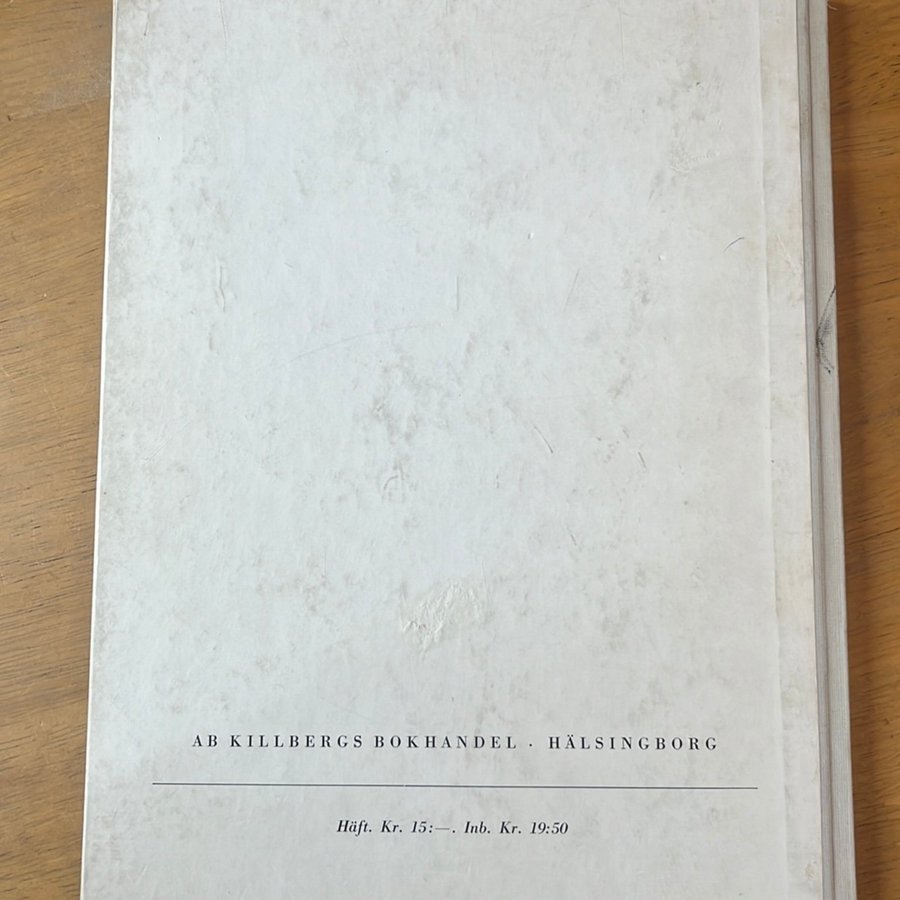 AB KILLBERGS BOKHANDEL · HÄLSINGBORG
Häft. Kr. 15:—. Inb. Kr. 19:50